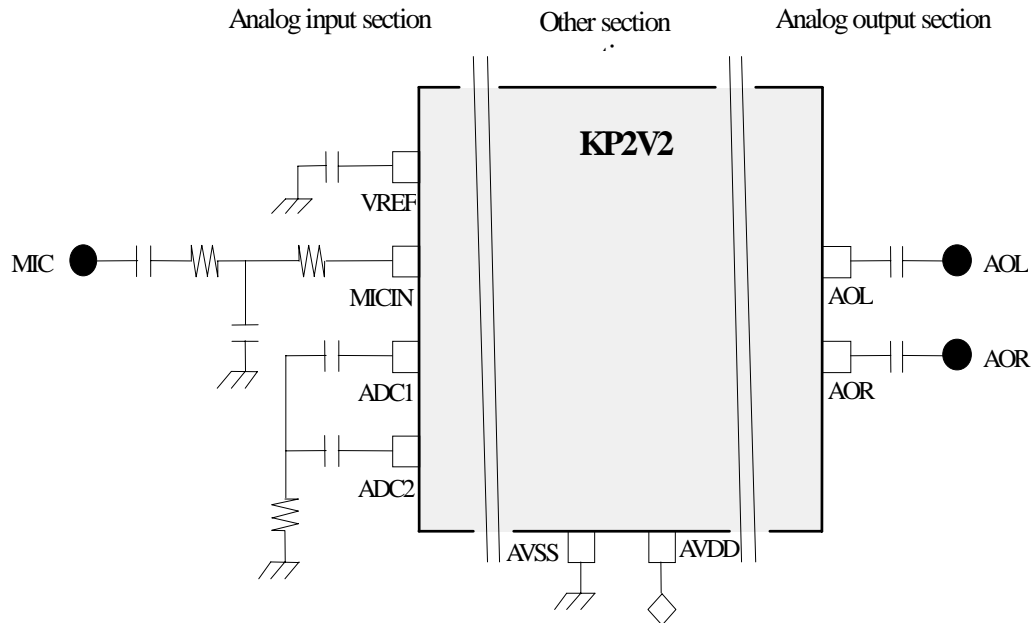 Analog input section
Other section
Analog output section
KP2V2
VREF
MIC
MICIN
AOL
AOL
ADC1
AOR
AOR
ADC2
AVSS
AVDD